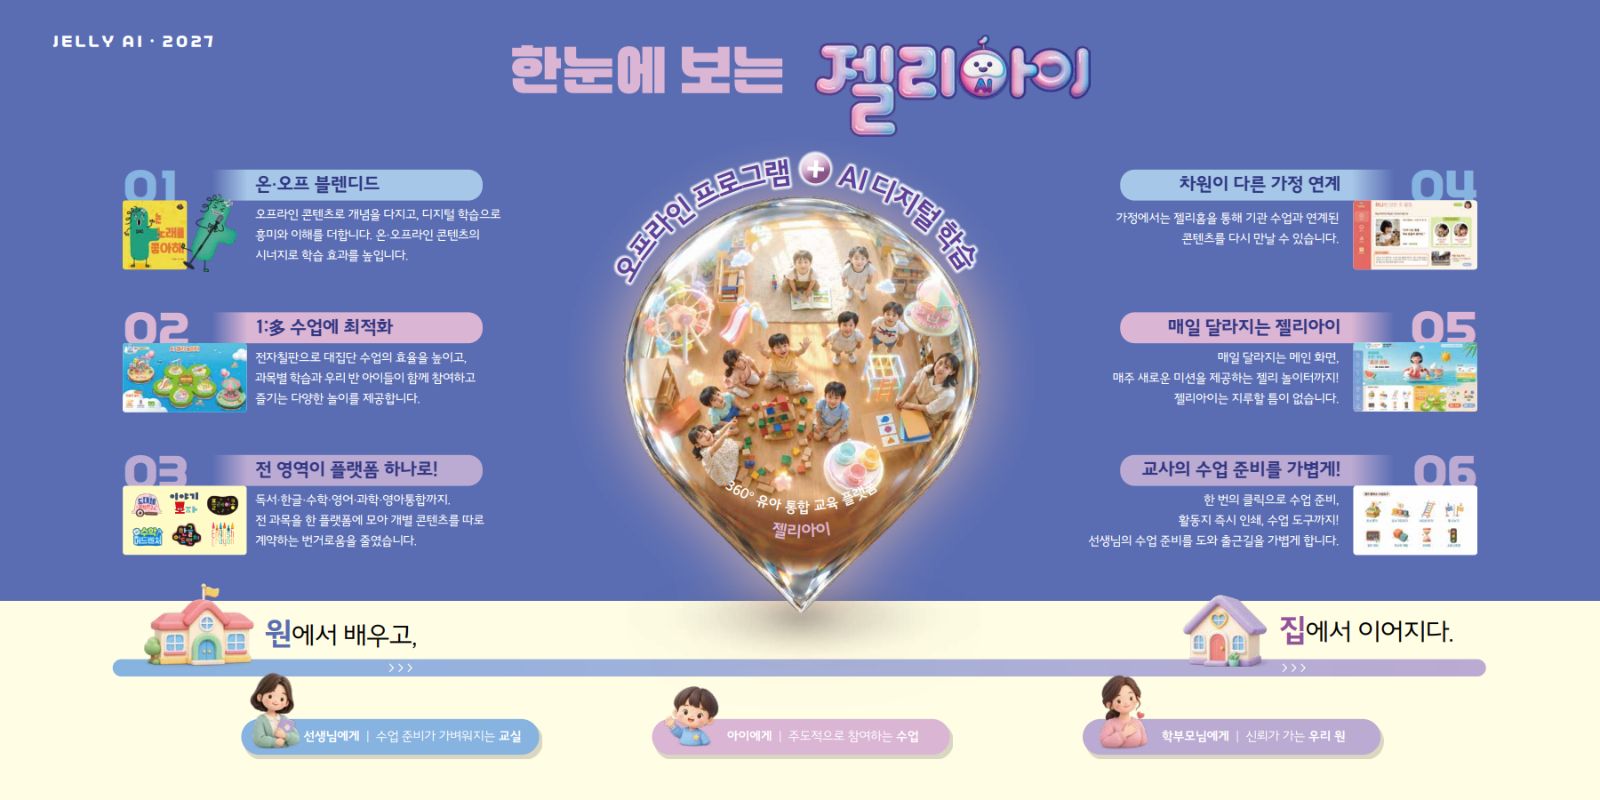 JELLY AI · 2027
한눈에 보는 젤리아이
AI
오프라인 프로그램 + AI 디지털 학습
01
온·오프 블렌디드
오프라인 콘텐츠로 개념을 다지고, 디지털 학습으로
흥미와 이해를 더합니다. 온·오프라인 콘텐츠의
시너지로 학습 효과를 높입니다.
02
1:多 수업에 최적화
전자칠판으로 대집단 수업의 효율을 높이고,
과목별 학습과 우리 반 아이들이 함께 참여하고
즐기는 다양한 놀이를 제공합니다.
03
전 영역이 플랫폼 하나로!
이야기
독서·한글·수학·영어·과학·영아통합까지.
전 과목을 한 플랫폼에 모아 개별 콘텐츠를 따로
계약하는 번거로움을 줄였습니다.
360° 유아 통합 교육 플랫폼
젤리아이
04
차원이 다른 가정 연계
가정에서는 젤리홈을 통해 기관 수업과 연계된
콘텐츠를 다시 만날 수 있습니다.
05
매일 달라지는 젤리아이
매일 달라지는 메인 화면,
매주 새로운 미션을 제공하는 젤리 놀이터까지!
젤리아이는 지루할 틈이 없습니다.
06
교사의 수업 준비를 가볍게!
한 번의 클릭으로 수업 준비,
활동지 즉시 인쇄, 수업 도구까지!
선생님의 수업 준비를 도와 출근길을 가볍게 합니다.
원에서 배우고,
집에서 이어지다.
선생님에게 | 수업 준비가 가벼워지는 교실
아이에게 | 주도적으로 참여하는 수업
학부모님에게 | 신뢰가 가는 우리 원